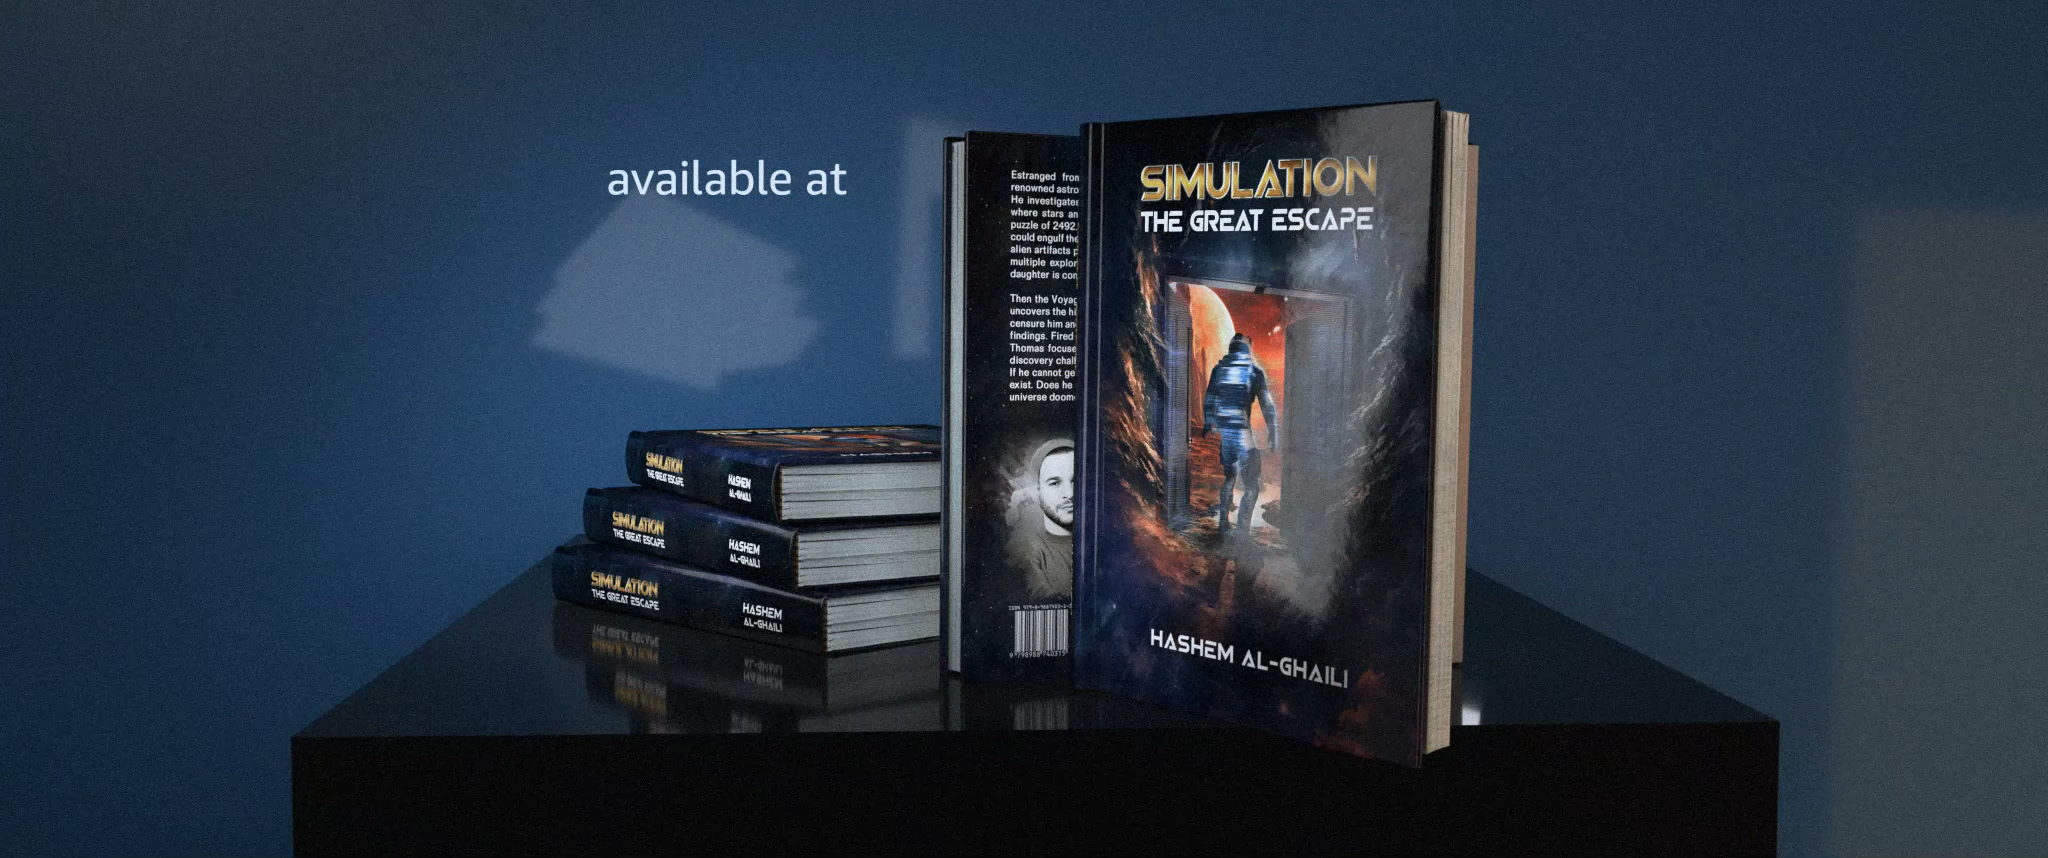 available at
Estranged from
renowned astro
He investigates
where stars an
puzzle of 2492.
could engulf the
alien artifacts p
multiple explor
daughter is con
Then the Voyag
uncovers the hi
censure him an
findings. Fired
Thomas focuse
discovery chall
If he cannot ge
exist. Does he
universe doom
SIMULATION
THE GREAT ESCAPE
HASHEM AL-GHAILI
SIMULATION
THE GREAT ESCAPE
HASHEM
AL-GHAILI
SIMULATION
THE GREAT ESCAPE
HASHEM
AL-GHAILI
SIMULATION
THE GREAT ESCAPE
HASHEM
AL-GHAILI